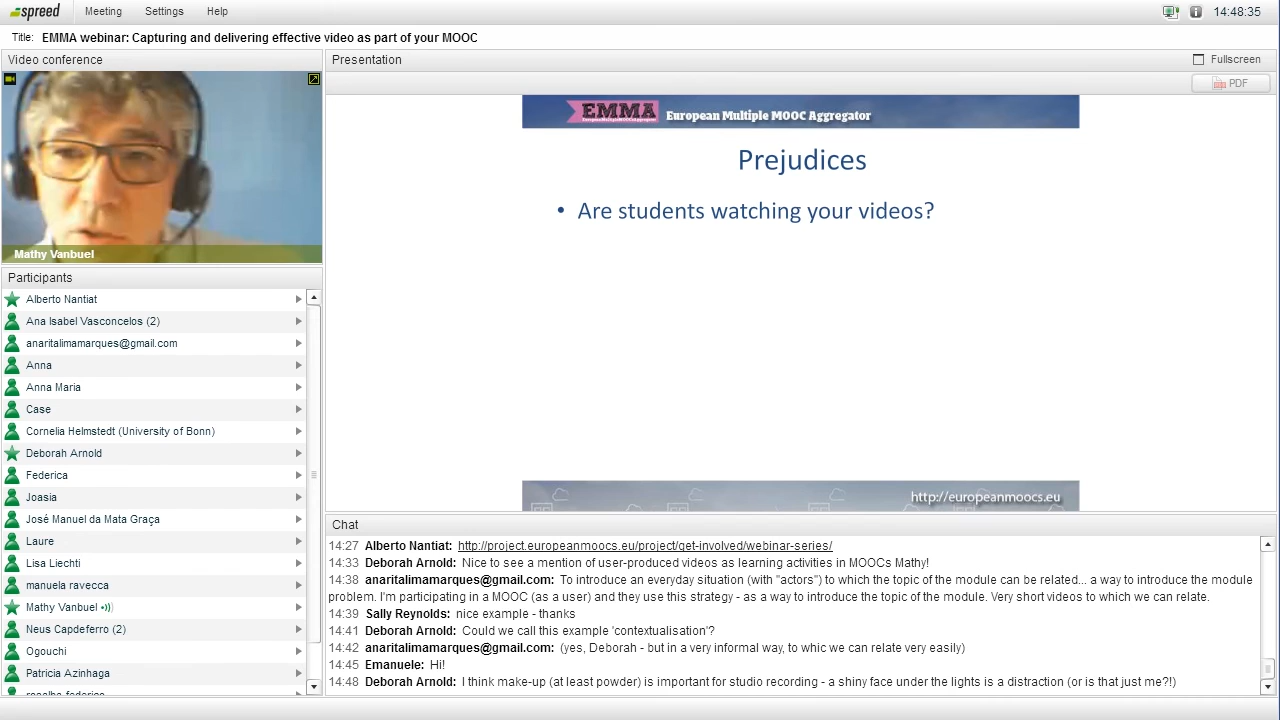 spreed Meeting Settings Help 14:48:35
Title: EMMA webinar: Capturing and delivering effective video as part of your MOOC
Video conference
Mathy Vanbuel
Participants
Alberto Nantiat
Ana Isabel Vasconcelos (2)
anaritalimamarques@gmail.com
Anna
Anna Maria
Case
Cornelia Helmstedt (University of Bonn)
Deborah Arnold
Federica
Joasia
José Manuel da Mata Graça
Laure
Lisa Liechti
manuela ravecca
Mathy Vanbuel
Neus Capdeferro (2)
Ogouchi
Patricia Azinhaga
Presentation Fullscreen
PDF
EMMA European Multiple MOOC Aggregator
Prejudices
• Are students watching your videos?
http://europeanmoocs.eu
Chat
14:27 Alberto Nantiat: http://project.europeanmoocs.eu/project/get-involved/webinar-series/
14:33 Deborah Arnold: Nice to see a mention of user-produced videos as learning activities in MOOCs Mathy!
14:38 anaritalimamarques@gmail.com: To introduce an everyday situation (with "actors") to which the topic of the module can be related... a way to introduce the module
problem. I'm participating in a MOOC (as a user) and they use this strategy - as a way to introduce the topic of the module. Very short videos to which we can relate.
14:39 Sally Reynolds: nice example - thanks
14:41 Deborah Arnold: Could we call this example 'contextualisation'?
14:42 anaritalimamarques@gmail.com: (yes, Deborah - but in a very informal way, to whic we can relate very easily)
14:45 Emanuele: Hi!
14:48 Deborah Arnold: I think make-up (at least powder) is important for studio recording - a shiny face under the lights is a distraction (or is that just me?!)